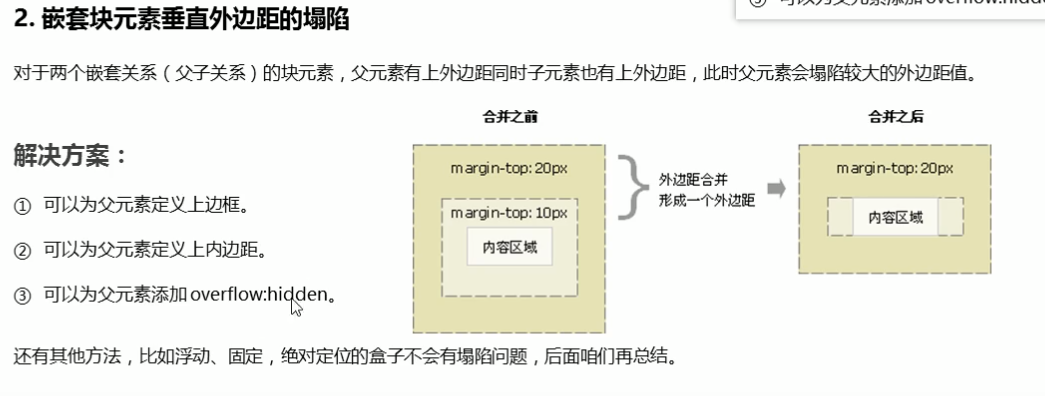 2. 嵌套块元素垂直外边距的塌陷
对于两个嵌套关系（父子关系）的块元素，父元素有上外边距同时子元素也有上外边距，此时父元素会塌陷较大的外边距值。
解决方案：
① 可以为父元素定义上边框。
② 可以为父元素定义上内边距。
③ 可以为父元素添加overflow:hidden。
合并之前
margin-top:20px
margin-top:10px
内容区域
外边距合并
形成一个外边距
合并之后
margin-top:20px
内容区域
还有其他方法，比如浮动、固定，绝对定位的盒子不会有塌陷问题，后面咱们再总结。